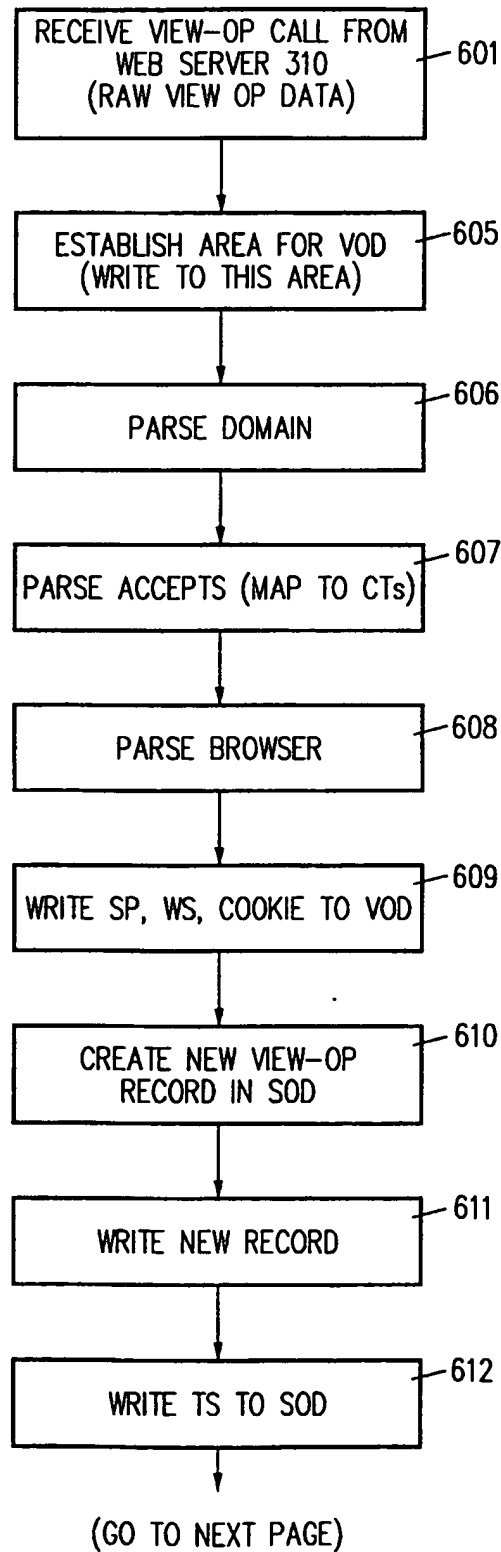 RECEIVE VIEW-OP CALL FROM
WEB SERVER 310
(RAW VIEW OP DATA)
601
ESTABLISH AREA FOR VOD
(WRITE TO THIS AREA)
605
PARSE DOMAIN
606
PARSE ACCEPTS (MAP TO CTs)
607
PARSE BROWSER
608
WRITE SP, WS, COOKIE TO VOD
609
CREATE NEW VIEW-OP
RECORD IN SOD
610
WRITE NEW RECORD
611
WRITE TS TO SOD
612
(GO TO NEXT PAGE)